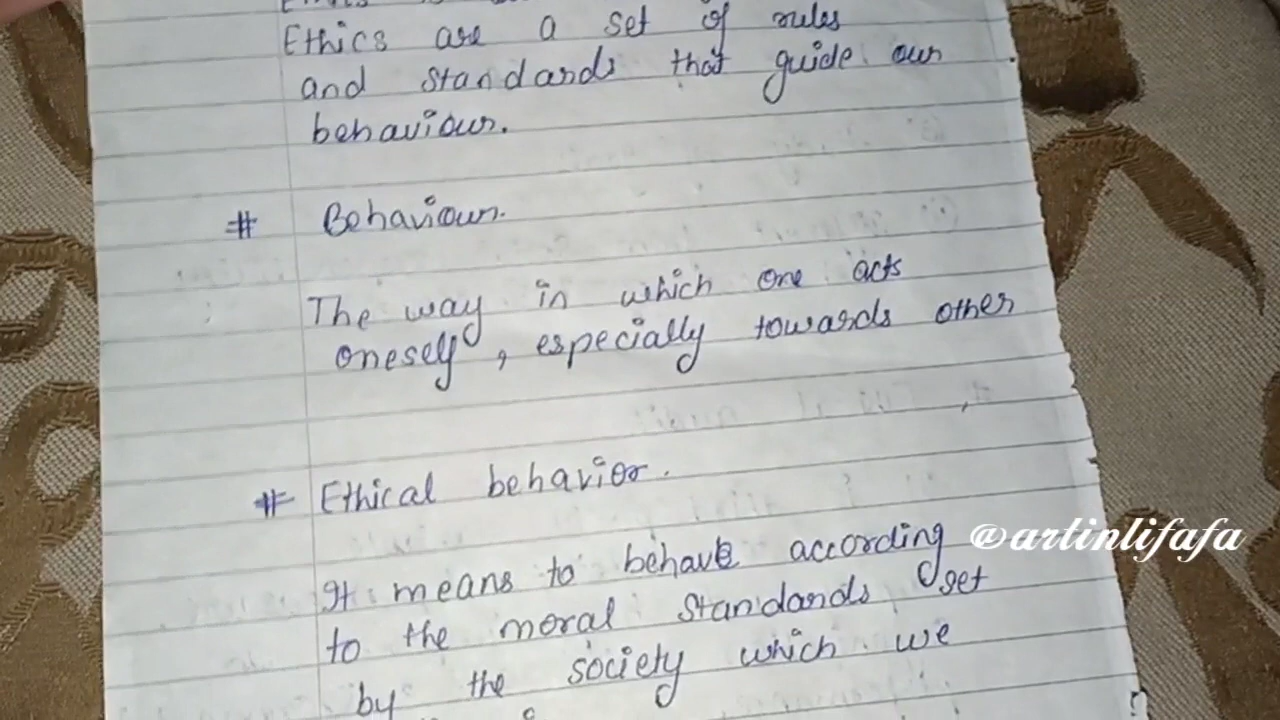 Ethics are a set of rules
and standards that guide our
behaviour.
# Behaviour.
The way in which one acts
oneself, especially towards other
# Ethical behavior.
It means to behave according
to the moral standards set
by the society which we
@artinlifafa